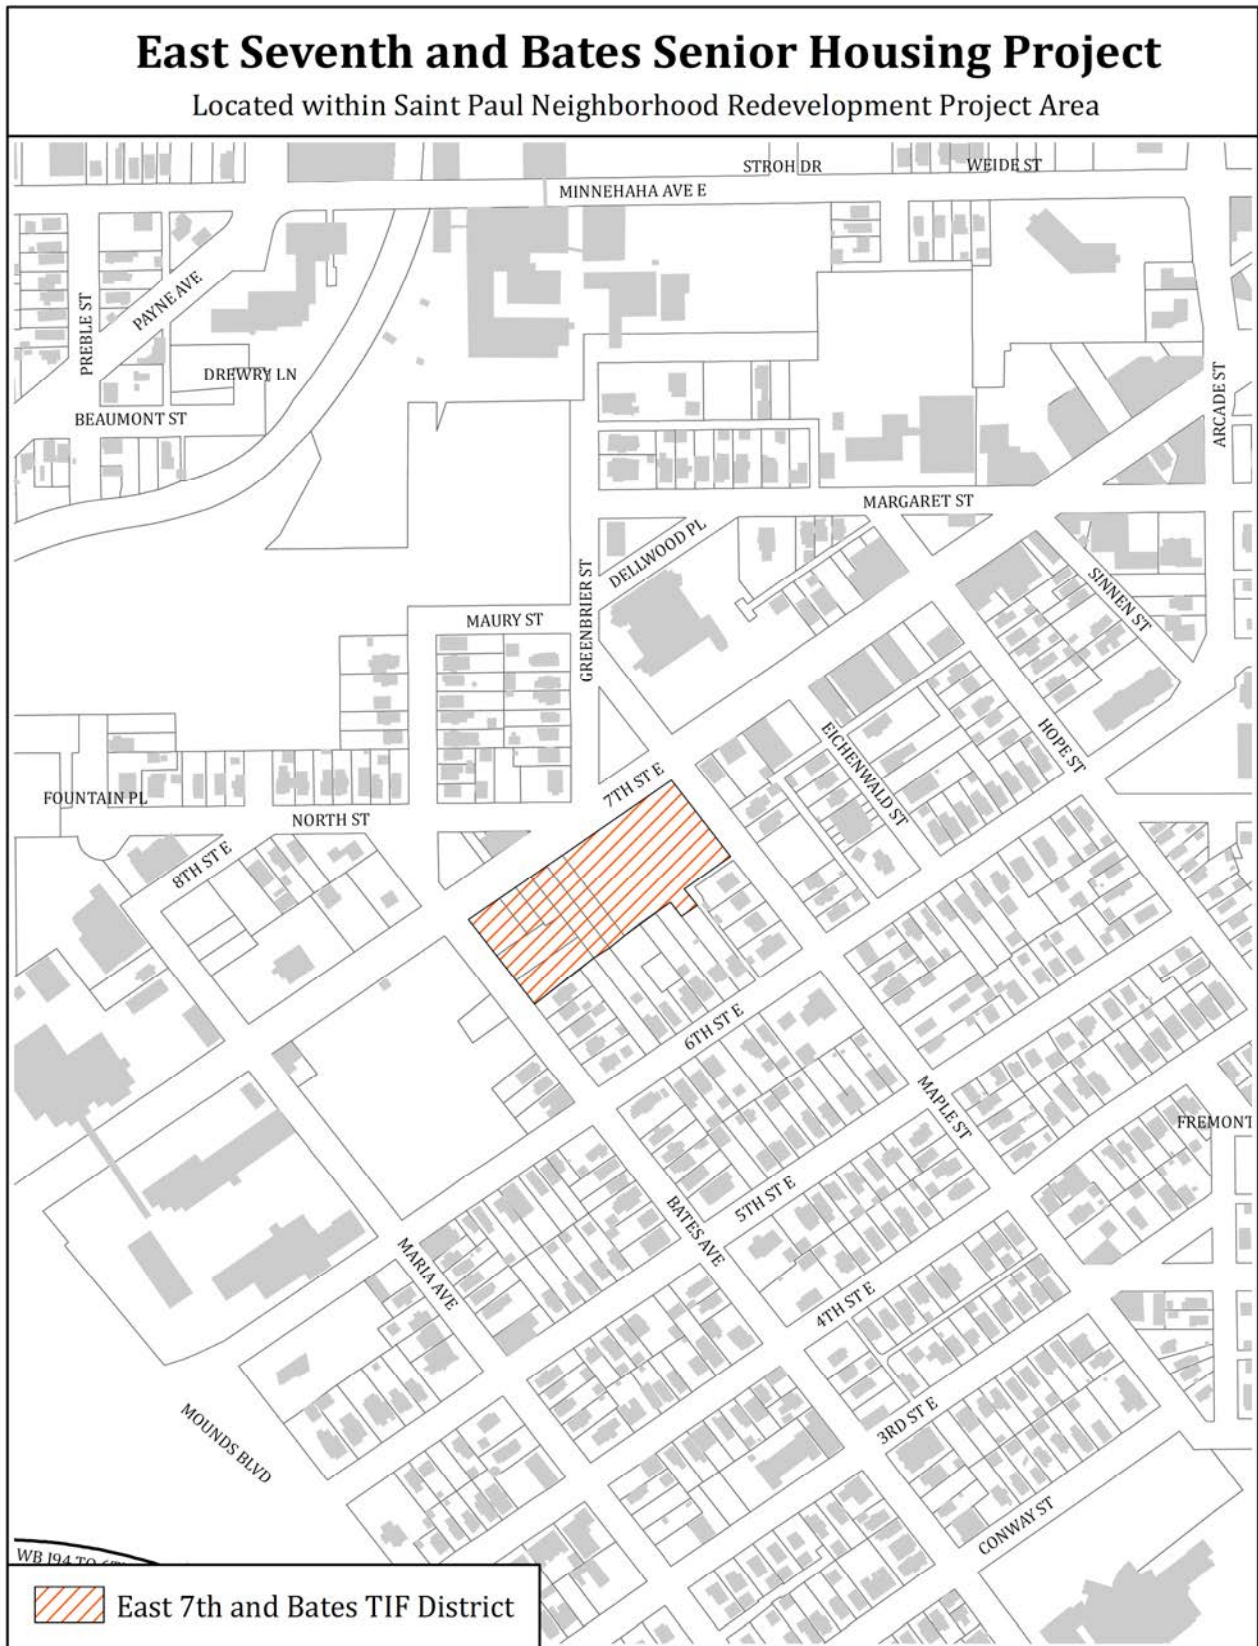 East Seventh and Bates Senior Housing Project
Located within Saint Paul Neighborhood Redevelopment Project Area
STROH DR
WEIDE ST
MINNEHAHA AVE E
PREBLE ST
PAYNE AVE
DREWRY LN
BEAUMONT ST
ARCADE ST
MARGARET ST
DELLWOOD PL
GREENBRIER ST
SINNEN ST
MAURY ST
HOPE ST
EICHENWALD ST
7TH ST E
FOUNTAIN PL
NORTH ST
8TH ST E
6TH ST E
MAPLE ST
FREMONT
5TH ST E
BATES AVE
MARIA AVE
4TH ST E
3RD ST E
MOUNDS BLVD
CONWAY ST
WB I94 TO
East 7th and Bates TIF District